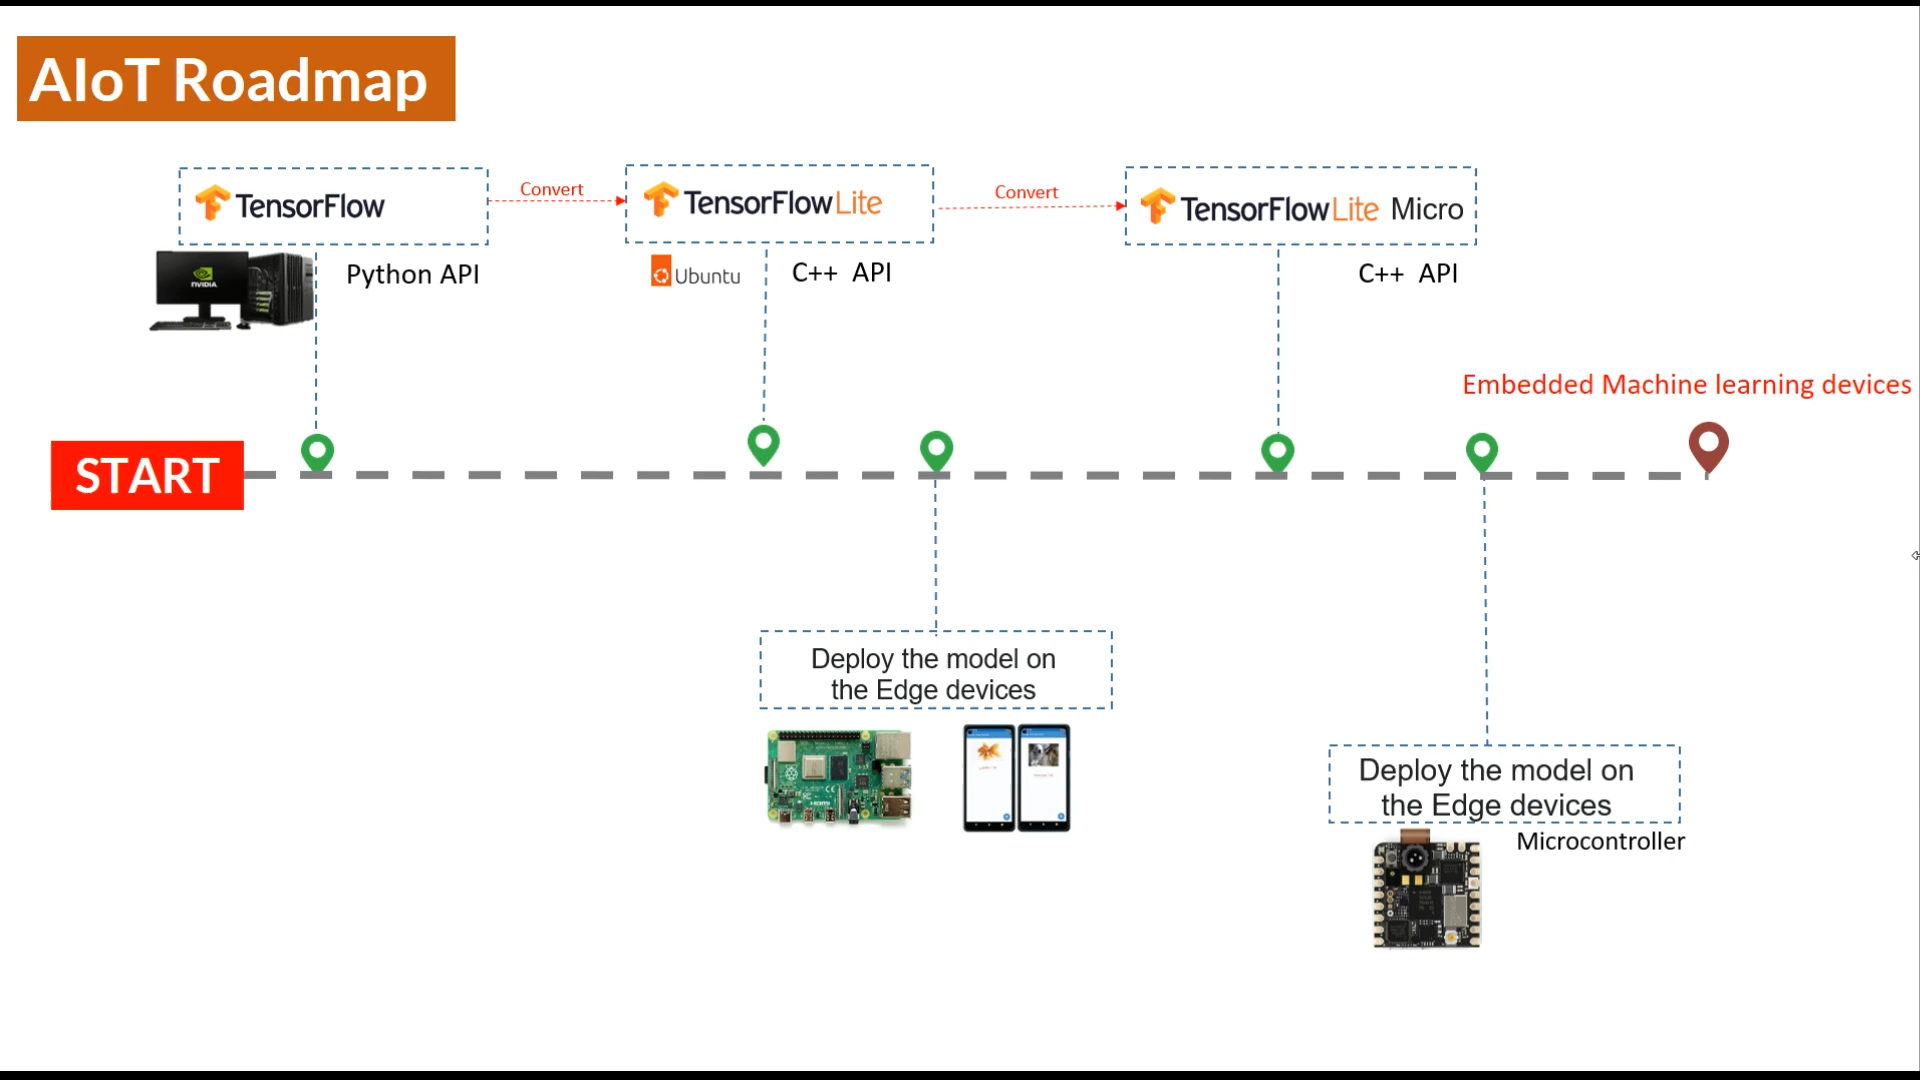 AIoT Roadmap
TensorFlow
Convert
TensorFlow Lite
Convert
TensorFlow Lite Micro
NVIDIA
Python API
Ubuntu
C++ API
C++ API
Embedded Machine learning devices
START
Deploy the model on
the Edge devices
Deploy the model on
the Edge devices
Microcontroller